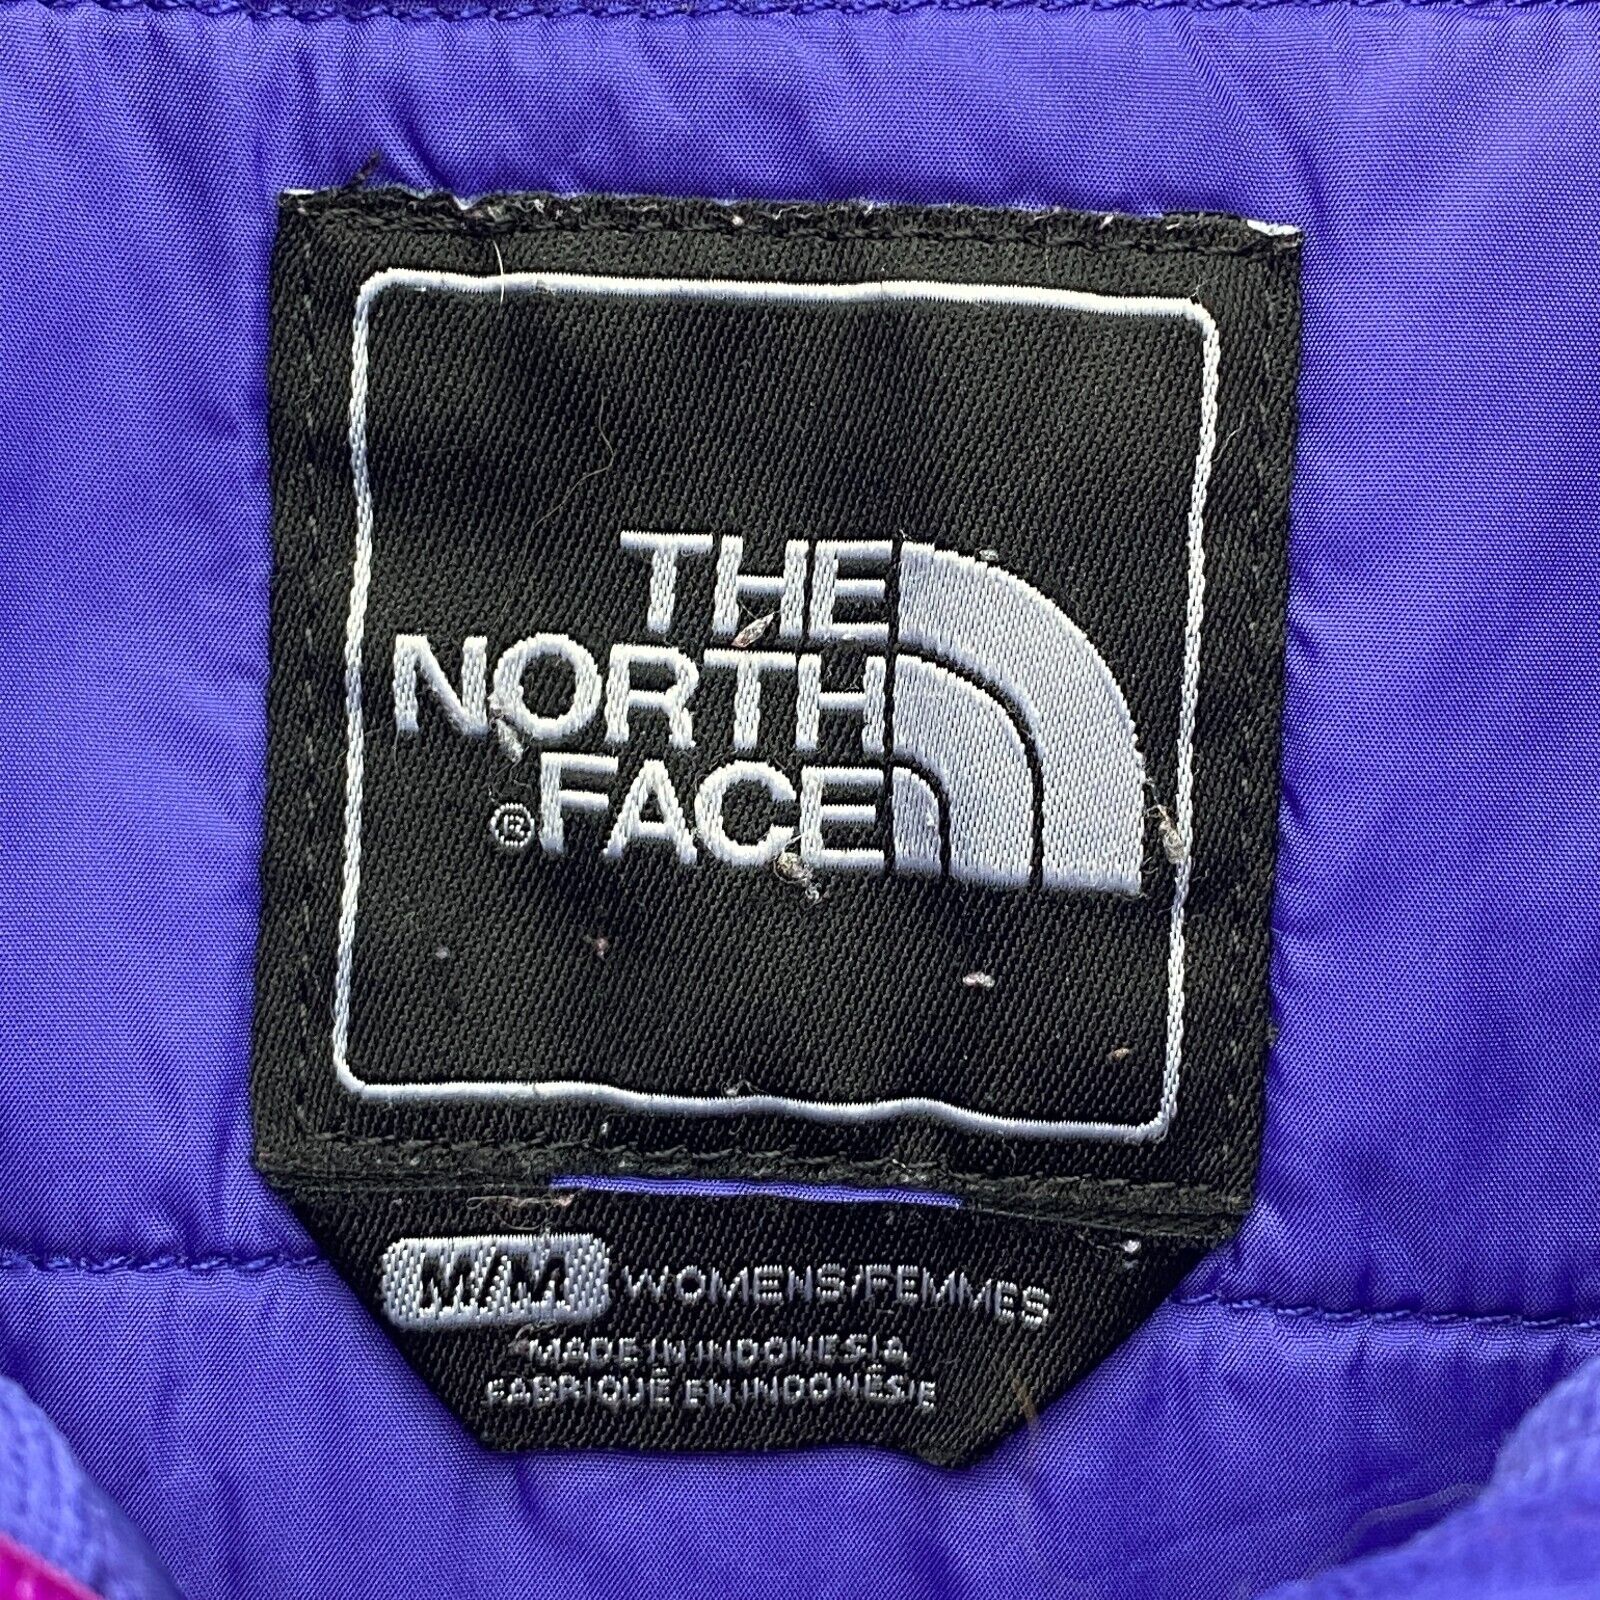 THE
NORTH
® FACE
M/M WOMENS/FEMMES
MADE IN INDONESIA
FABRIQUÉ EN INDONÉSIE